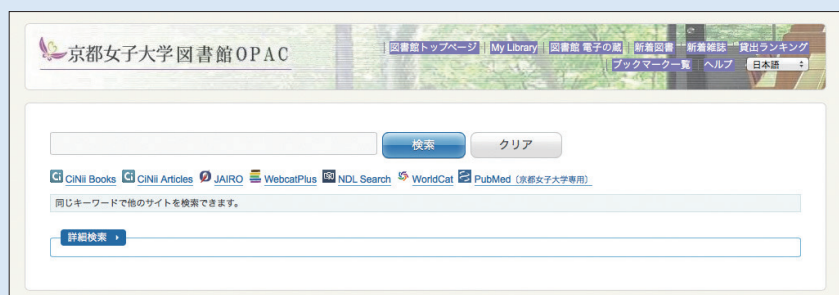 京都女子大学図書館OPAC
| 図書館トップページ | My Library | 図書館 電子の蔵 | 新着図書 | 新着雑誌 | 貸出ランキング
| ブックマーク一覧 | ヘルプ 日本語
検索 クリア
Ci CiNii Books Ci CiNii Articles JAIRO WebcatPlus NDL Search WorldCat PubMed（京都女子大学専用）
同じキーワードで他のサイトを検索できます。
詳細検索